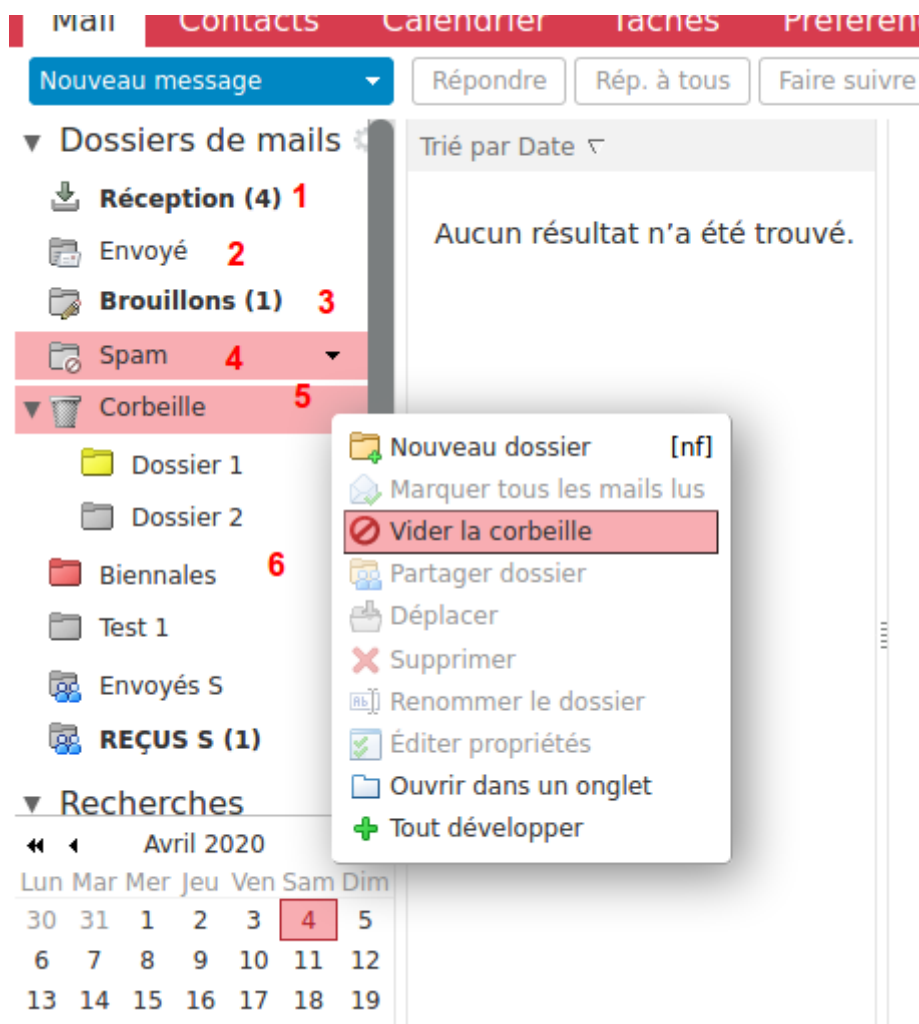 Mail Contacts Calendrier Tâches Préféren
Nouveau message Répondre Rép. à tous Faire suivre
Dossiers de mails
Trié par Date
Réception (4) 1
Aucun résultat n'a été trouvé.
Envoyé 2
Brouillons (1) 3
Spam 4
Corbeille 5
Dossier 1
Dossier 2
Biennales 6
Test 1
Envoyés S
REÇUS S (1)
Recherches
Nouveau dossier [nf]
Marquer tous les mails lus
Vider la corbeille
Partager dossier
Déplacer
Supprimer
Renommer le dossier
Éditer propriétés
Ouvrir dans un onglet
Tout développer
Avril 2020
Lun Mar Mer Jeu Ven Sam Dim
30 31 1 2 3 4 5
6 7 8 9 10 11 12
13 14 15 16 17 18 19